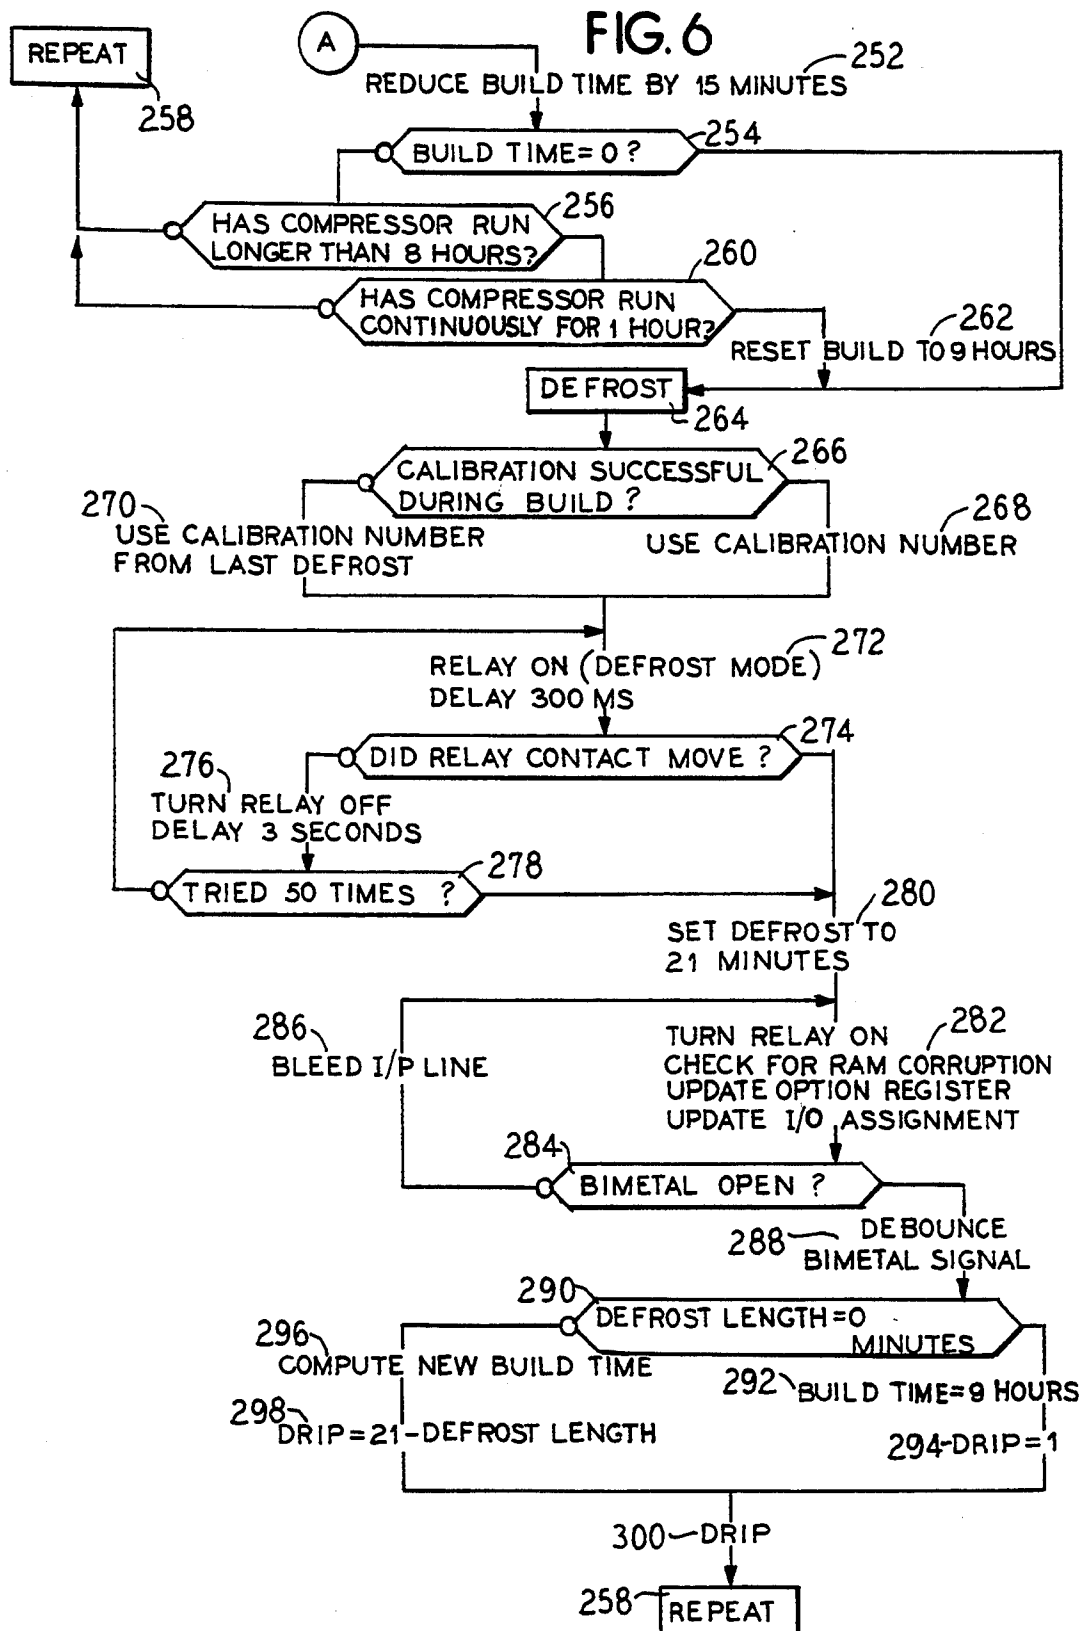 FIG. 6
REPEAT
258
A
252
REDUCE BUILD TIME BY 15 MINUTES
254
BUILD TIME=0?
256
HAS COMPRESSOR RUN
LONGER THAN 8 HOURS?
260
HAS COMPRESSOR RUN
CONTINUOUSLY FOR 1 HOUR?
262
RESET BUILD TO 9 HOURS
DEFROST
264
266
CALIBRATION SUCCESSFUL
DURING BUILD ?
270
USE CALIBRATION NUMBER
FROM LAST DEFROST
268
USE CALIBRATION NUMBER
272
RELAY ON (DEFROST MODE)
DELAY 300 MS
274
DID RELAY CONTACT MOVE ?
276
TURN RELAY OFF
DELAY 3 SECONDS
278
TRIED 50 TIMES ?
280
SET DEFROST TO
21 MINUTES
286
BLEED I/P LINE
282
TURN RELAY ON
CHECK FOR RAM CORRUPTION
UPDATE OPTION REGISTER
UPDATE I/O ASSIGNMENT
284
BIMETAL OPEN ?
288
DEBOUNCE
BIMETAL SIGNAL
290
DEFROST LENGTH=0
MINUTES
296
COMPUTE NEW BUILD TIME
292
BUILD TIME=9 HOURS
298
DRIP=21-DEFROST LENGTH
294-DRIP=1
300-DRIP
258
REPEAT